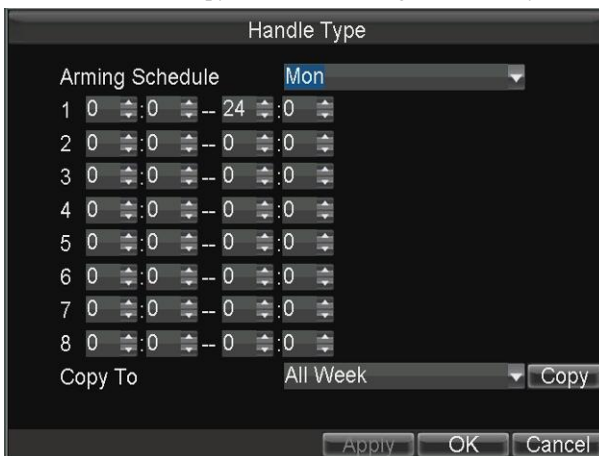 Handle Type
Arming Schedule Mon
1 0 :0 -- 24 :0
2 0 :0 -- 0 :0
3 0 :0 -- 0 :0
4 0 :0 -- 0 :0
5 0 :0 -- 0 :0
6 0 :0 -- 0 :0
7 0 :0 -- 0 :0
8 0 :0 -- 0 :0
Copy To All Week Copy
Apply OK Cancel